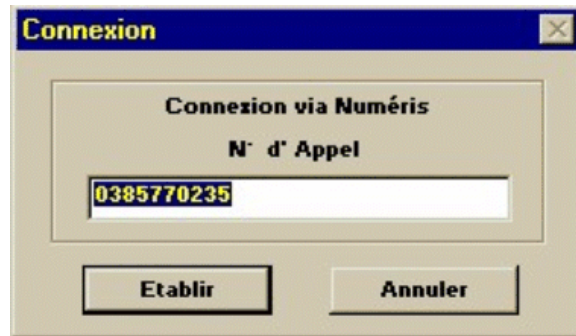 Connexion
Connexion via Numéris
N° d' Appel
0385770235
Etablir
Annuler